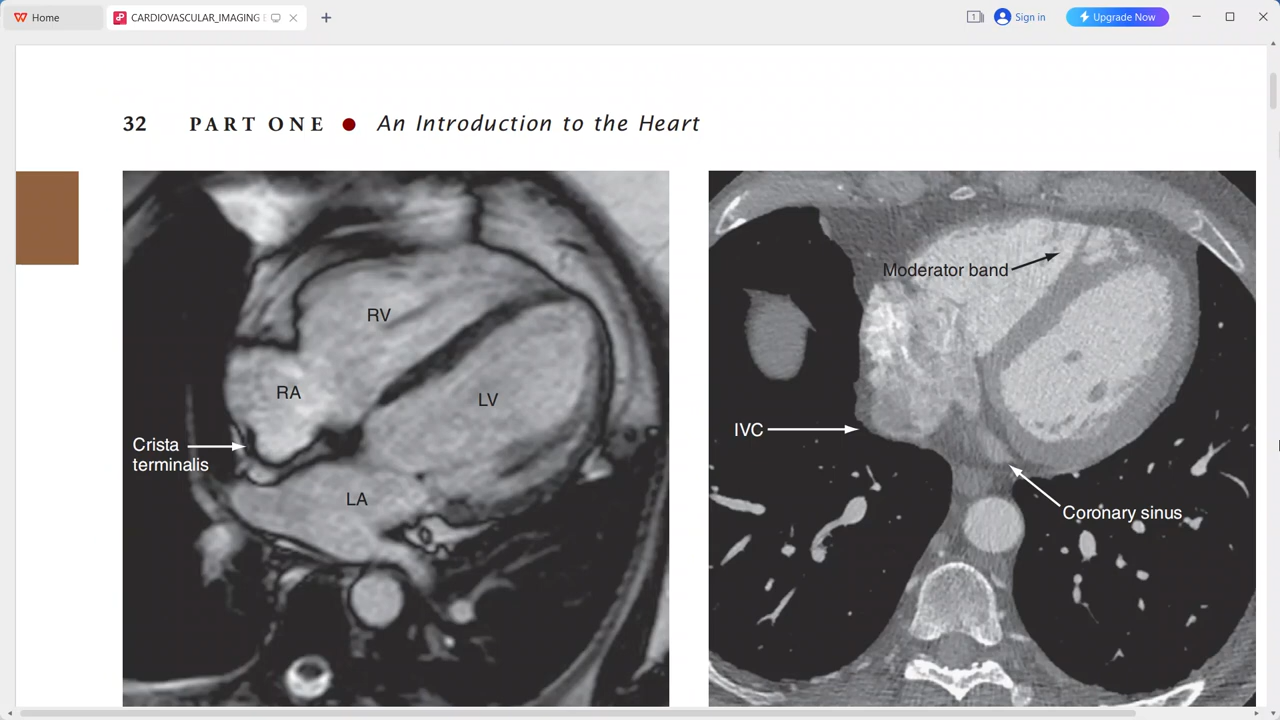 Home
CARDIOVASCULAR_IMAGING
1
Sign in
Upgrade Now
32 PART ONE ● An Introduction to the Heart
RV
RA
LV
Crista
terminalis
LA
Moderator band
IVC
Coronary sinus